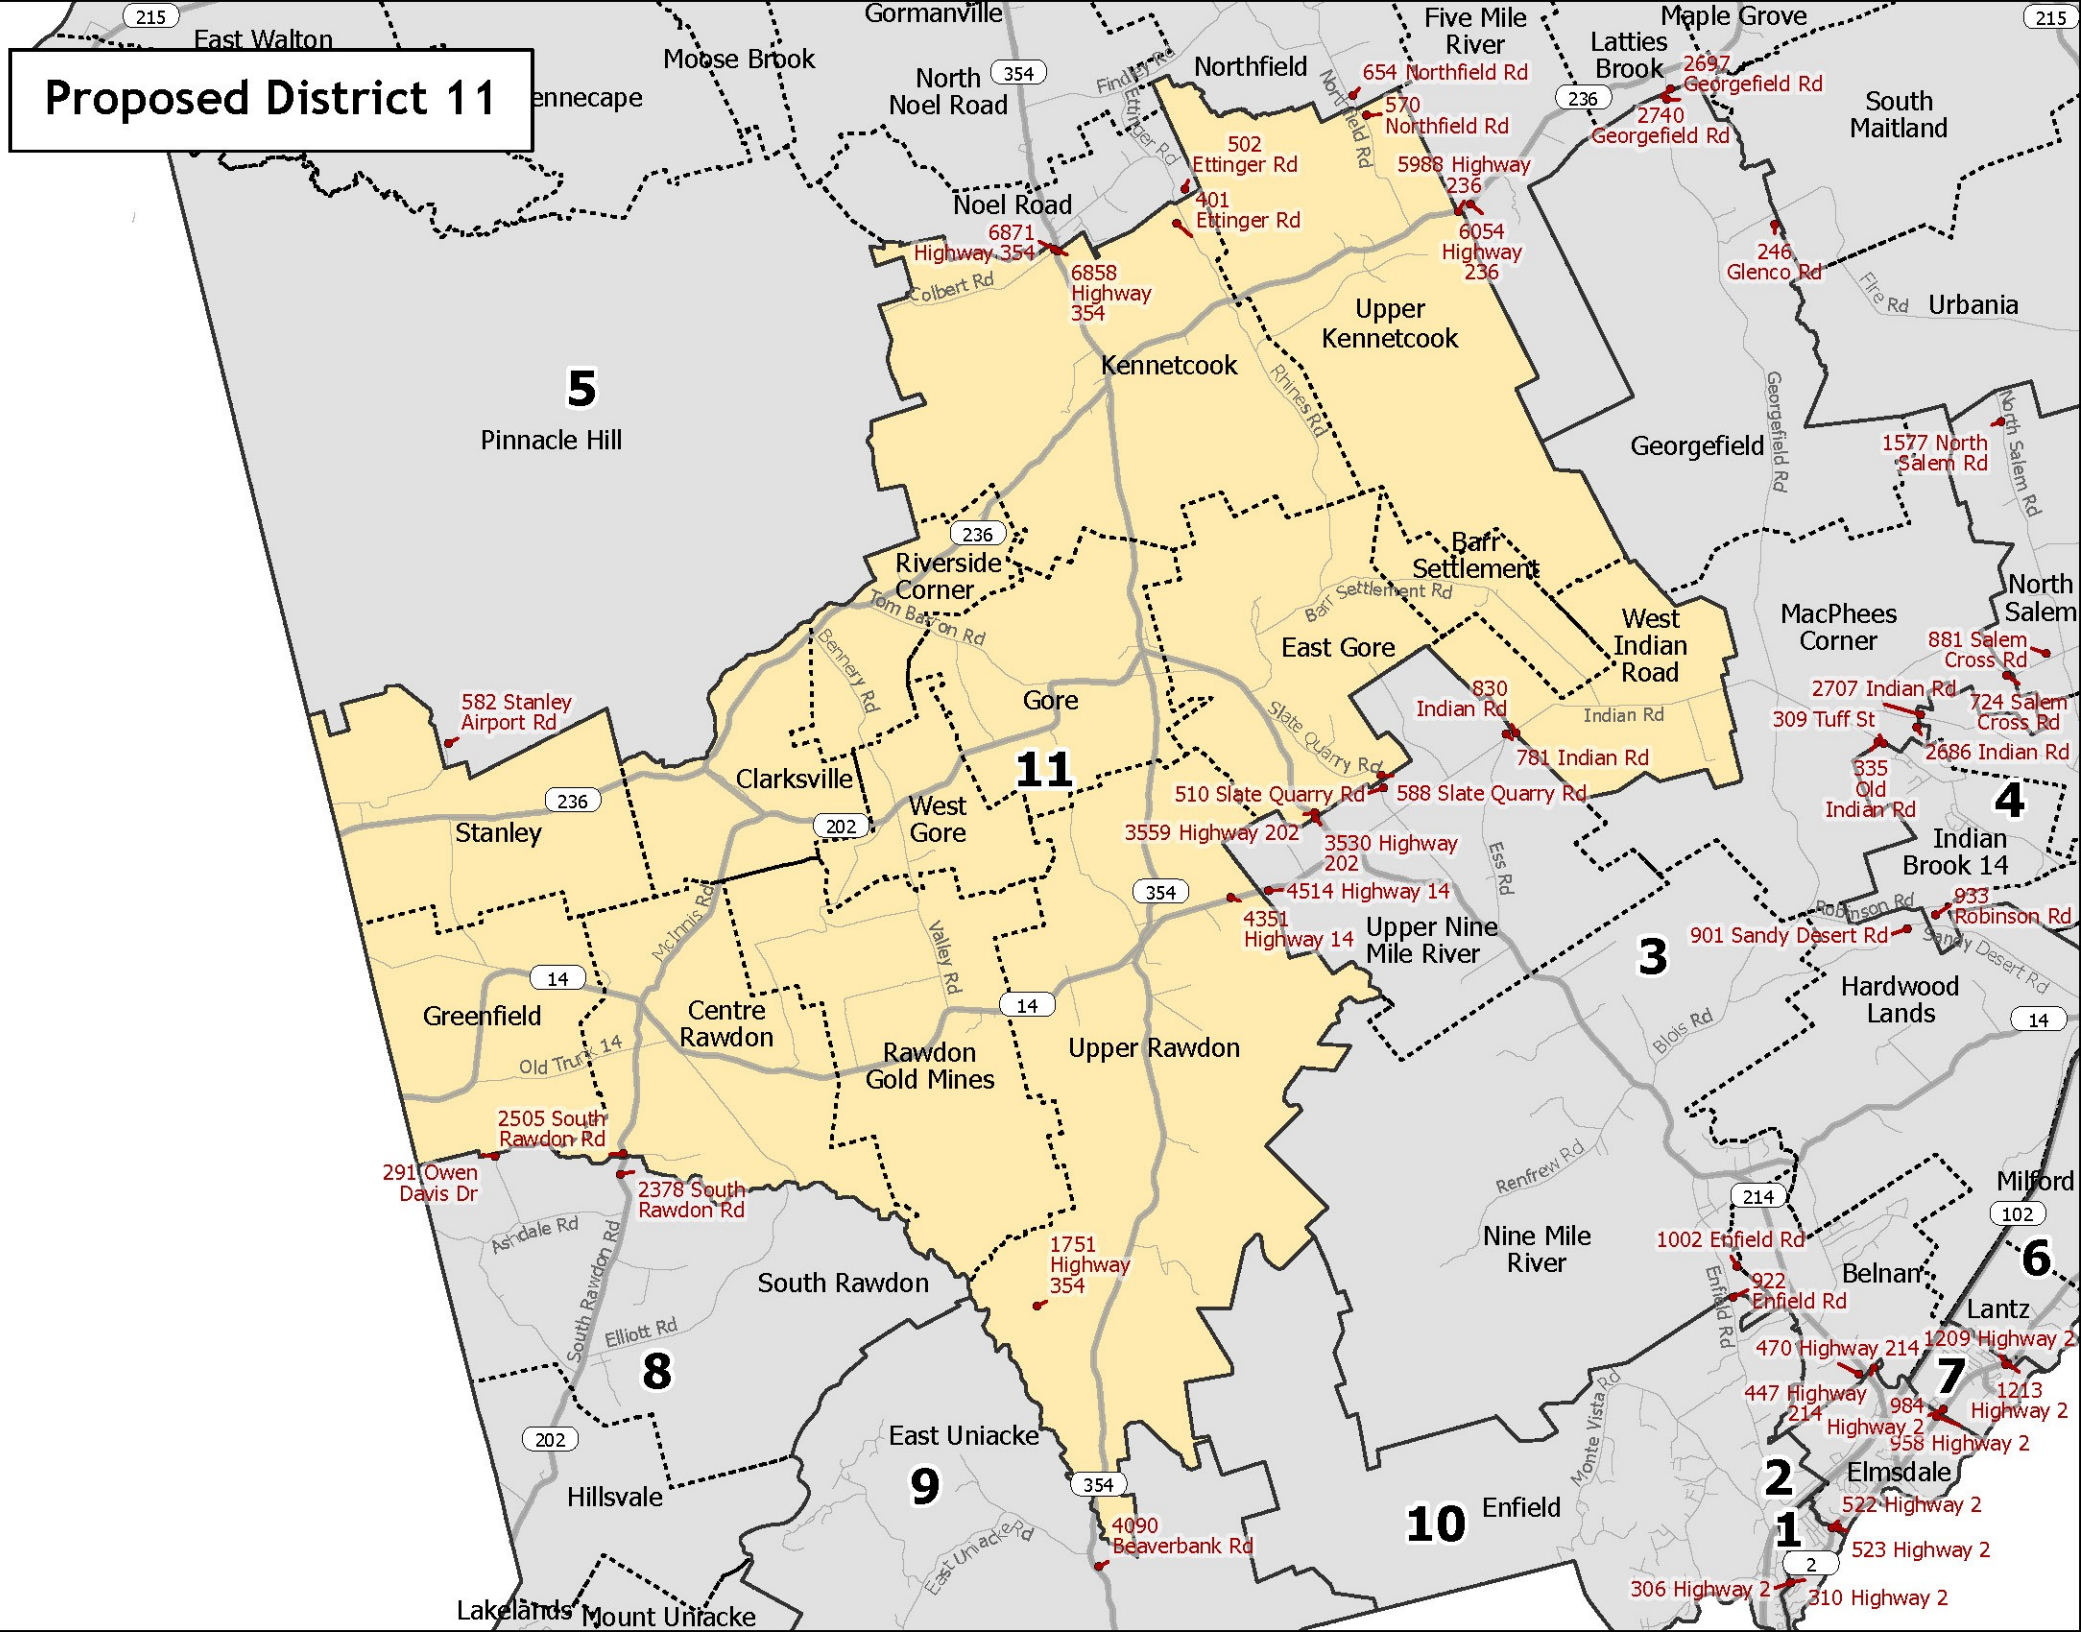 215
Gormanville
Five Mile
River
Maple Grove
215
East Walton
Moose Brook
Latties
Brook
Proposed District 11
ennecape
North
Noel Road
354
Findley Rd
Ettinger Rd
Northfield
Northfield Rd
654 Northfield Rd
570
Northfield Rd
236
2697
Georgefield Rd
2740
Georgefield Rd
South
Maitland
502
Ettinger Rd
5988 Highway
236
401
Ettinger Rd
Noel Road
6871
Highway 354
6858
Highway
354
6054
Highway
236
246
Glenco Rd
Colbert Rd
Fire Rd
Urbania
Upper
Kennetcook
Kennetcook
Rhines Rd
5
Pinnacle Hill
Georgefield
Georgefield Rd
1577 North
Salem Rd
North Salem Rd
236
Riverside
Corner
Tom Barron Rd
Bennery Rd
Barr
Settlement
Barr Settlement Rd
East Gore
West
Indian
Road
MacPhees
Corner
North
Salem
881 Salem
Cross Rd
724 Salem
Cross Rd
2707 Indian Rd
309 Tuff St
2686 Indian Rd
335
Old
Indian Rd
830
Indian Rd
Indian Rd
781 Indian Rd
582 Stanley
Airport Rd
Gore
Slate Quarry Rd
11
Clarksville
236
202
West
Gore
Stanley
510 Slate Quarry Rd
588 Slate Quarry Rd
3559 Highway 202
3530 Highway
202
4
Indian
Brook 14
Ess Rd
354
4514 Highway 14
4351
Highway 14
Upper Nine
Mile River
3
Robinson Rd
933
Robinson Rd
901 Sandy Desert Rd
Sandy Desert Rd
McInnis Rd
Valley Rd
14
Greenfield
Centre
Rawdon
14
Hardwood
Lands
14
Blois Rd
Old Trunk 14
Rawdon
Gold Mines
Upper Rawdon
2505 South
Rawdon Rd
291 Owen
Davis Dr
2378 South
Rawdon Rd
Renfrew Rd
214
Milford
102
Ashdale Rd
South Rawdon Rd
Nine Mile
River
1002 Enfield Rd
Enfield Rd
922
Enfield Rd
Belnan
6
1751
Highway
354
South Rawdon
Lantz
Elliott Rd
8
470 Highway 214
1209 Highway 2
447 Highway
214
7
984
Highway 2
1213
Highway 2
958 Highway 2
Monte Vista Rd
202
East Uniacke
9
354
2
Elmsdale
Hillsvale
10
Enfield
522 Highway 2
1
523 Highway 2
4090
Beaverbank Rd
East Uniacke Rd
2
306 Highway 2
310 Highway 2
Lakelands
Mount Uniacke